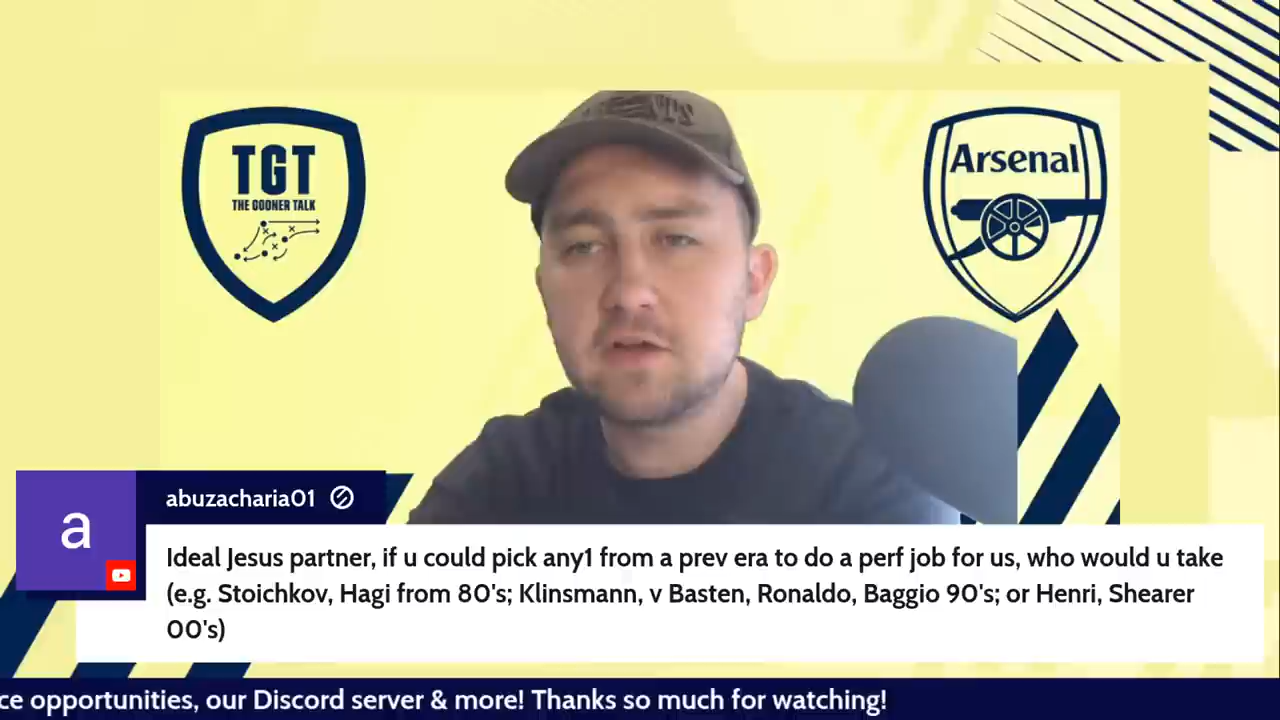 TGT
THE GOONER TALK
Arsenal
a
abuzacharia01
Ideal Jesus partner, if u could pick any1 from a prev era to do a perf job for us, who would u take
(e.g. Stoichkov, Hagi from 80's; Klinsmann, v Basten, Ronaldo, Baggio 90's; or Henri, Shearer
00's)
ce opportunities, our Discord server & more! Thanks so much for watching!